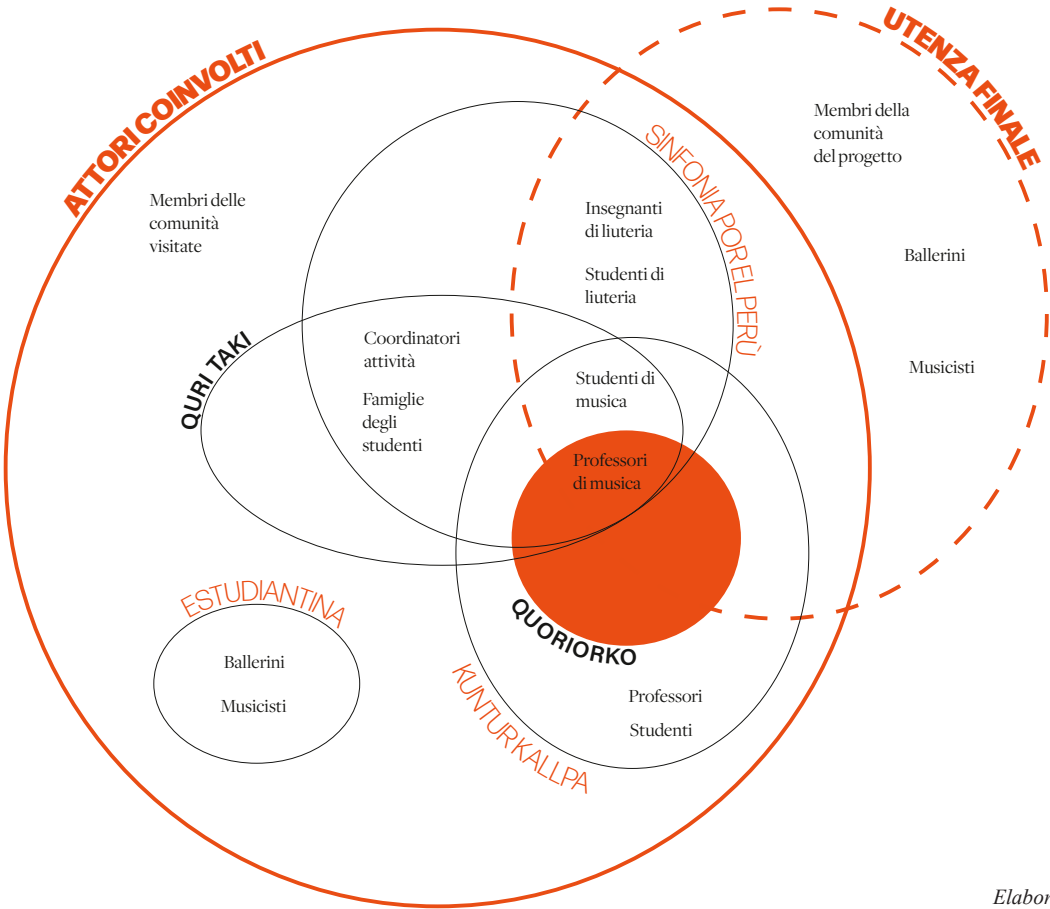 ATTORI COINVOLTI
UTENZA FINALE
Membri della
comunità
del progetto
SINFONIA POR EL PERÙ
Membri delle
comunità
visitate
Insegnanti
di liuteria
Ballerini
Studenti di
liuteria
QURI TAKI
Coordinatori
attività
Musicisti
Studenti di
musica
Famiglie
degli
studenti
Professori
di musica
ESTUDIANTINA
QUORIORKO
Ballerini
Musicisti
KUNTUR KALLPA
Professori
Studenti
Elabor